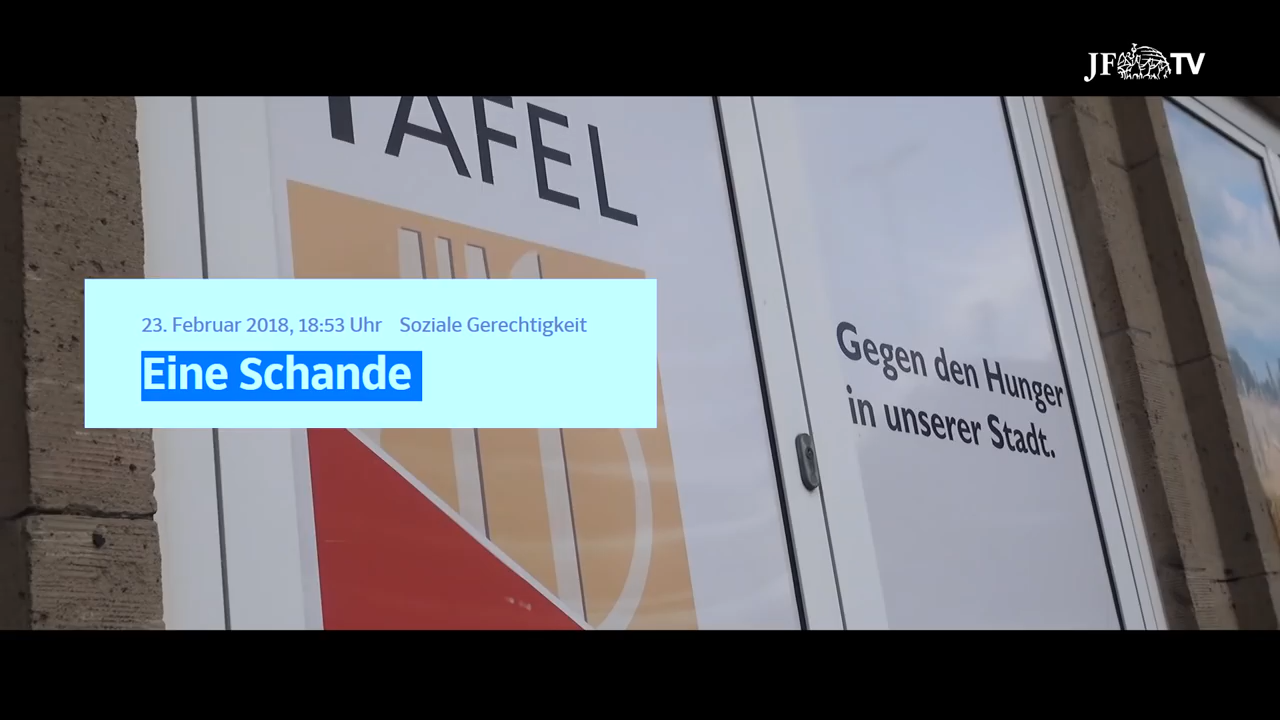 JF TV
TAFEL
23. Februar 2018, 18:53 Uhr Soziale Gerechtigkeit
Eine Schande
Gegen den Hunger
in unserer Stadt.